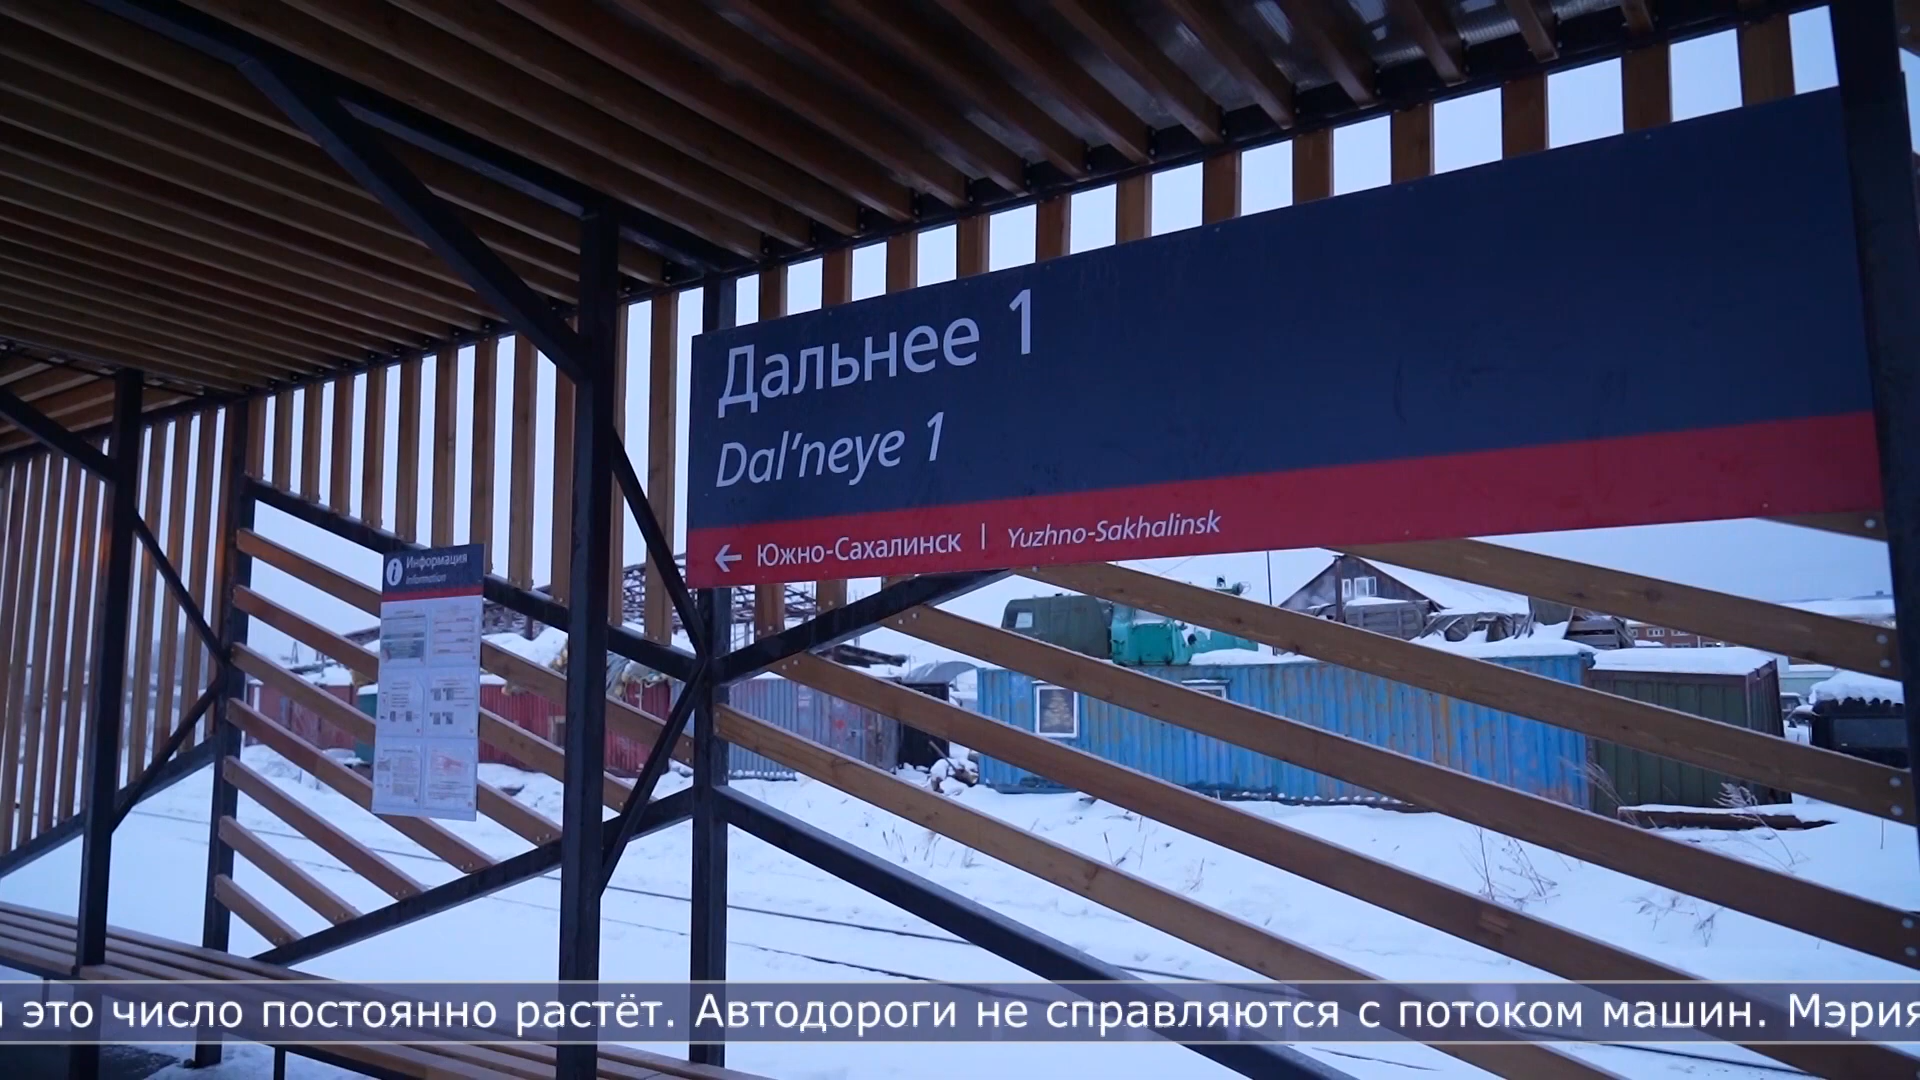 Дальнее 1
Dal'neye 1
← Южно-Сахалинск | Yuzhno-Sakhalinsk
i Информация
Information
это число постоянно растёт. Автодороги не справляются с потоком машин. Мэрия